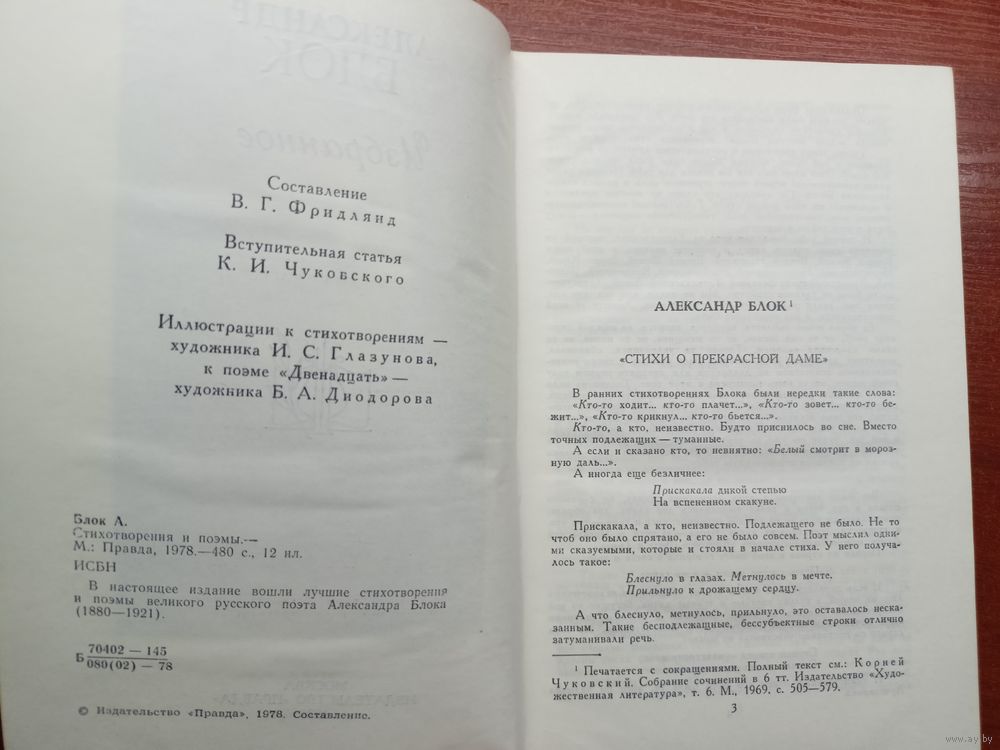 Составление
В. Г. Фридлянд
Вступительная статья
К. И. Чуковского
Иллюстрации к стихотворениям —
художника И. С. Глазунова,
к поэме «Двенадцать» —
художника Б. А. Диодорова
Блок А.
Стихотворения и поэмы.—
М.: Правда, 1978.—480 с., 12 ил.
ИСБН
В настоящее издание вошли лучшие стихотворения
и поэмы великого русского поэта Александра Блока
(1880—1921).
Б 70402 — 145
080(02) — 78
© Издательство «Правда», 1978. Составление.
АЛЕКСАНДР БЛОК 1
«СТИХИ О ПРЕКРАСНОЙ ДАМЕ»
В ранних стихотворениях Блока были нередки такие слова:
«Кто-то ходит... кто-то плачет...», «Кто-то зовет... кто-то бе-
жит...», «Кто-то крикнул... кто-то бьется...».
Кто-то, а кто, неизвестно. Будто приснилось во сне. Вместо
точных подлежащих — туманные.
А если и сказано кто, то невнятно: «Белый смотрит в мороз-
ную даль...».
А иногда еще безличнее:
Прискакала дикой степью
На вспененном скакуне.
Прискакала, а кто, неизвестно. Подлежащего не было. Не то
чтоб оно было спрятано, а его не было совсем. Поэт мыслил одни-
ми сказуемыми, которые и стояли в начале стиха. У него получа-
лось такое:
Блеснуло в глазах. Метнулось в мечте.
Прильнуло к дрожащему сердцу.
А что блеснуло, метнулось, прильнуло, это оставалось неска-
занным. Такие бесподлежащные, бессубъектные строки отлично
затуманивали речь.
1 Печатается с сокращениями. Полный текст см.: Корней
Чуковский. Собрание сочинений в 6 тт. Издательство «Худо-
жественная литература», т. 6. М., 1969. с. 505—579.
3
www.ay.by